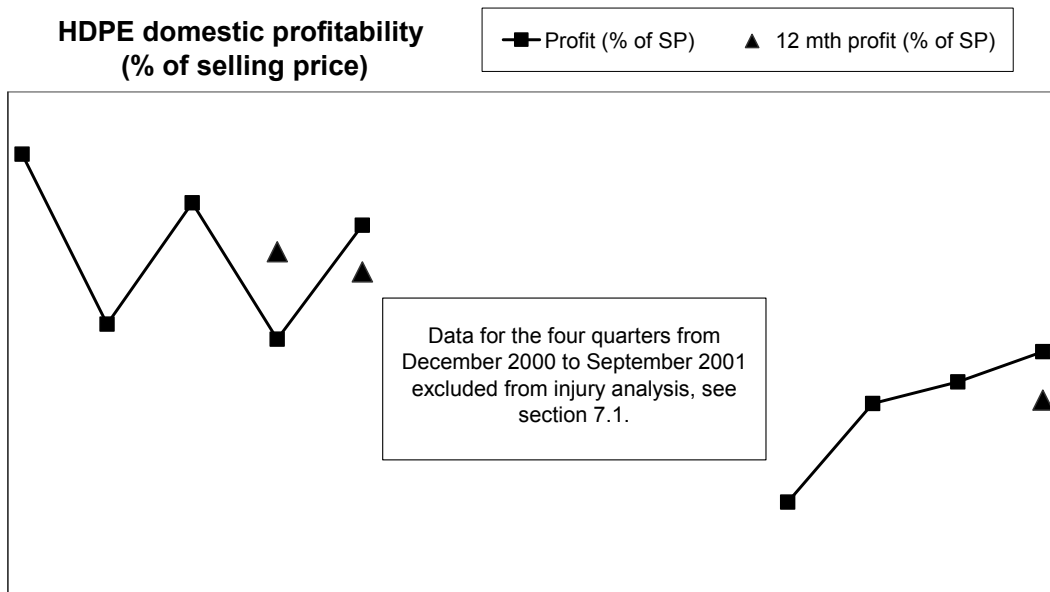 HDPE domestic profitability
(% of selling price)
Profit (% of SP)
12 mth profit (% of SP)
Data for the four quarters from
December 2000 to September 2001
excluded from injury analysis, see
section 7.1.